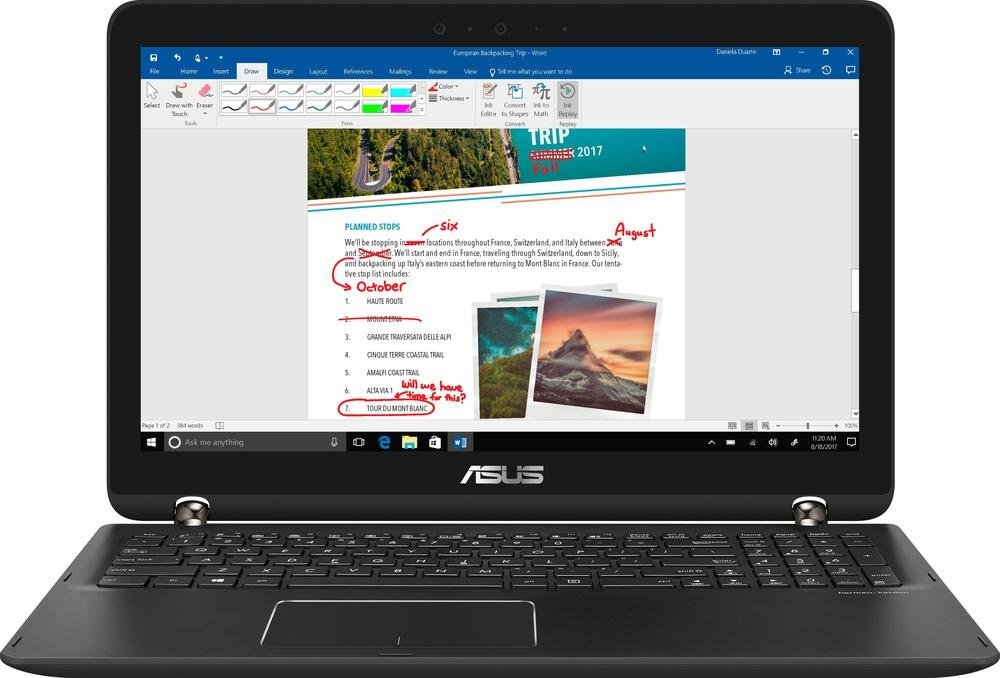 European Backpacking Trip - Word
Daniela Duarte
File Home Insert Draw Design Layout References Mailings Review View Tell me what you want to do
Share
Select Draw with Touch Eraser
Color
Thickness
Ink Editor Convert to Shapes Ink to Math Ink Replay
Tools Pens Convert Replay
TRIP
SUMMER 2017
Fall
PLANNED STOPS
six
August
We'll be stopping in seven locations throughout France, Switzerland, and Italy between June
and September. We'll start and end in France, traveling through Switzerland, down to Sicily,
and backpacking up Italy's eastern coast before returning to Mont Blanc in France. Our tenta-
tive stop list includes:
October
1. HAUTE ROUTE
2. MOUNT ETNA
3. GRANDE TRAVERSATA DELLE ALPI
4. CINQUE TERRE COASTAL TRAIL
5. AMALFI COAST TRAIL
6. ALTA VIA 1
will we have
time for this?
7. TOUR DU MONT BLANC
Page 1 of 2 384 words
100%
Ask me anything
11:20 AM
8/18/2017
ASUS
harman/kardon